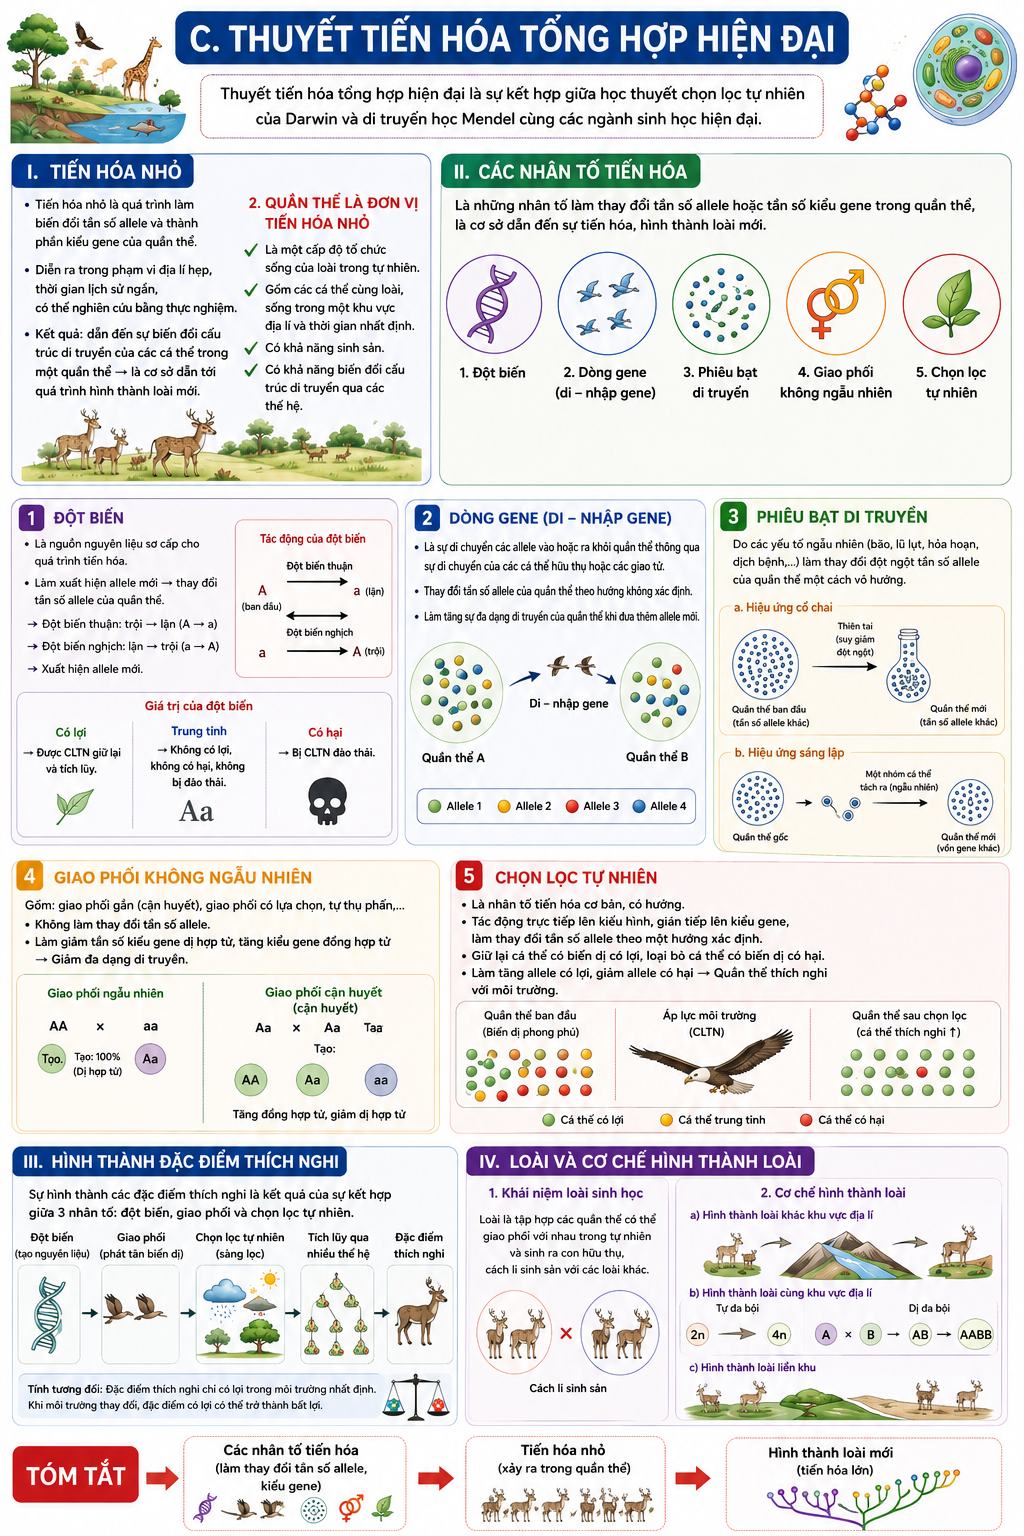 C. THUYẾT TIẾN HÓA TỔNG HỢP HIỆN ĐẠI
Thuyết tiến hóa tổng hợp hiện đại là sự kết hợp giữa học thuyết chọn lọc tự nhiên
của Darwin và di truyền học Mendel cùng các ngành sinh học hiện đại.
I. TIẾN HÓA NHỎ
• Tiến hóa nhỏ là quá trình làm
biến đổi tần số allele và thành
phần kiểu gene của quần thể.
• Diễn ra trong phạm vi địa lí hẹp,
thời gian lịch sử ngắn,
có thể nghiên cứu bằng thực nghiệm.
• Kết quả: dẫn đến sự biến đổi cấu
trúc di truyền của các cá thể trong
một quần thể → là cơ sở dẫn tới
quá trình hình thành loài mới.
2. QUẦN THỂ LÀ ĐƠN VỊ
TIẾN HÓA NHỎ
✓ Là một cấp độ tổ chức
sống của loài trong tự nhiên.
✓ Gồm các cá thể cùng loài,
sống trong một khu vực
địa lí và thời gian nhất định.
✓ Có khả năng sinh sản.
✓ Có khả năng biến đổi cấu
trúc di truyền qua các
thế hệ.
II. CÁC NHÂN TỐ TIẾN HÓA
Là những nhân tố làm thay đổi tần số allele hoặc tần số kiểu gene trong quần thể,
là cơ sở dẫn đến sự tiến hóa, hình thành loài mới.
1. Đột biến
2. Dòng gene
(di – nhập gene)
3. Phiêu bạt
di truyền
4. Giao phối
không ngẫu nhiên
5. Chọn lọc
tự nhiên
1 ĐỘT BIẾN
• Là nguồn nguyên liệu sơ cấp cho
quá trình tiến hóa.
• Làm xuất hiện allele mới → thay đổi
tần số allele của quần thể.
→ Đột biến thuận: trội → lặn (A → a)
→ Đột biến nghịch: lặn → trội (a → A)
→ Xuất hiện allele mới.
Tác động của đột biến
Đột biến thuận
A
a (lặn)
(ban đầu)
Đột biến nghịch
a
A (trội)
Giá trị của đột biến
Có lợi
→ Được CLTN giữ lại
và tích lũy.
Trung tính
→ Không có lợi,
không có hại, không
bị đào thải.
Aa
Có hại
→ Bị CLTN đào thải.
2 DÒNG GENE (DI – NHẬP GENE)
• Là sự di chuyển các allele vào hoặc ra khỏi quần thể thông qua
sự di chuyển của các cá thể hữu thụ hoặc các giao tử.
• Thay đổi tần số allele của quần thể theo hướng không xác định.
• Làm tăng sự đa dạng di truyền của quần thể khi đưa thêm allele mới.
Di – nhập gene
Quần thể A
Quần thể B
Allele 1
Allele 2
Allele 3
Allele 4
3 PHIÊU BẠT DI TRUYỀN
Do các yếu tố ngẫu nhiên (bão, lũ lụt, hỏa hoạn,
dịch bệnh,...) làm thay đổi đột ngột tần số allele
của quần thể một cách vô hướng.
a. Hiệu ứng cổ chai
Thiên tai
(suy giảm
đột ngột)
Quần thể ban đầu
(tần số allele khác)
Quần thể mới
(tần số allele khác)
b. Hiệu ứng sáng lập
Một nhóm cá thể
tách ra (ngẫu nhiên)
Quần thể gốc
Quần thể mới
(vốn gene khác)
4 GIAO PHỐI KHÔNG NGẪU NHIÊN
Gồm: giao phối gần (cận huyết), giao phối có lựa chọn, tự thụ phấn,...
• Không làm thay đổi tần số allele.
• Làm giảm tần số kiểu gene dị hợp tử, tăng kiểu gene đồng hợp tử
→ Giảm đa dạng di truyền.
Giao phối ngẫu nhiên
AA × aa
Tọo.
Tạo: 100%
(Dị hợp tử)
Aa
Giao phối cận huyết
(cận huyết)
Aa × Aa Taa
Tạo:
AA Aa aa
Tăng đồng hợp tử, giảm dị hợp tử
5 CHỌN LỌC TỰ NHIÊN
• Là nhân tố tiến hóa cơ bản, có hướng.
• Tác động trực tiếp lên kiểu hình, gián tiếp lên kiểu gene,
làm thay đổi tần số allele theo một hướng xác định.
• Giữ lại cá thể có biến dị có lợi, loại bỏ cá thể có biến dị có hại.
• Làm tăng allele có lợi, giảm allele có hại → Quần thể thích nghi
với môi trường.
Quần thể ban đầu
(Biến dị phong phú)
Áp lực môi trường
(CLTN)
Quần thể sau chọn lọc
(cá thể thích nghi ↑)
Cá thể có lợi
Cá thể trung tính
Cá thể có hại
III. HÌNH THÀNH ĐẶC ĐIỂM THÍCH NGHI
Sự hình thành các đặc điểm thích nghi là kết quả của sự kết hợp
giữa 3 nhân tố: đột biến, giao phối và chọn lọc tự nhiên.
Đột biến
(tạo nguyên liệu)
Giao phối
(phát tán biến dị)
Chọn lọc tự nhiên
(sàng lọc)
Tích lũy qua
nhiều thế hệ
Đặc điểm
thích nghi
Tính tương đối: Đặc điểm thích nghi chỉ có lợi trong môi trường nhất định.
Khi môi trường thay đổi, đặc điểm có lợi có thể trở thành bất lợi.
IV. LOÀI VÀ CƠ CHẾ HÌNH THÀNH LOÀI
1. Khái niệm loài sinh học
Loài là tập hợp các quần thể có thể
giao phối với nhau trong tự nhiên
và sinh ra con hữu thụ,
cách li sinh sản với các loài khác.
×
Cách li sinh sản
2. Cơ chế hình thành loài
a) Hình thành loài khác khu vực địa lí
b) Hình thành loài cùng khu vực địa lí
Tự đa bội
2n → 4n
Dị đa bội
A × B → AB → AABB
c) Hình thành loài liền khu
TÓM TẮT
Các nhân tố tiến hóa
(làm thay đổi tần số allele,
kiểu gene)
Tiến hóa nhỏ
(xảy ra trong quần thể)
Hình thành loài mới
(tiến hóa lớn)